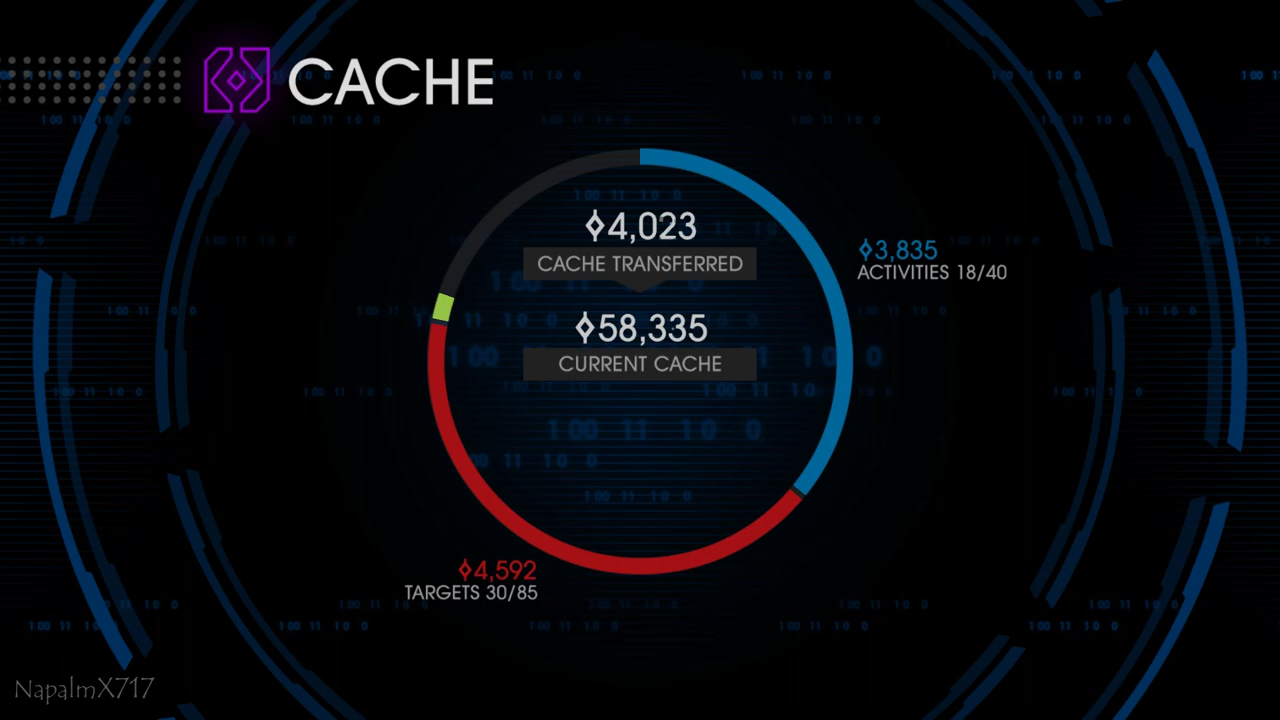 CACHE
4,023
CACHE TRANSFERRED
58,335
CURRENT CACHE
3,835
ACTIVITIES 18/40
4,592
TARGETS 30/85
NapalmX717